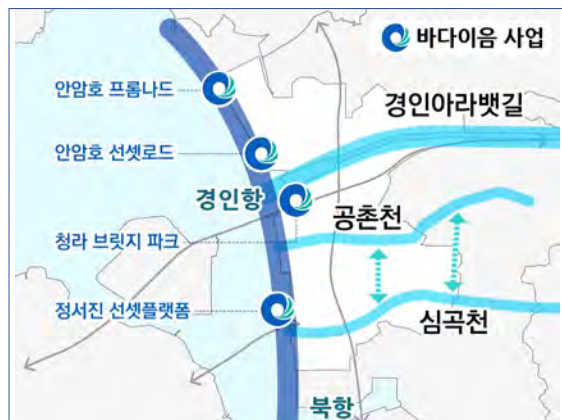 바다이음 사업
안암호 프롬나드
경인아라뱃길
안암호 선셋로드
경인항
공촌천
청라 브릿지 파크
정서진 선셋플랫폼
심곡천
북항